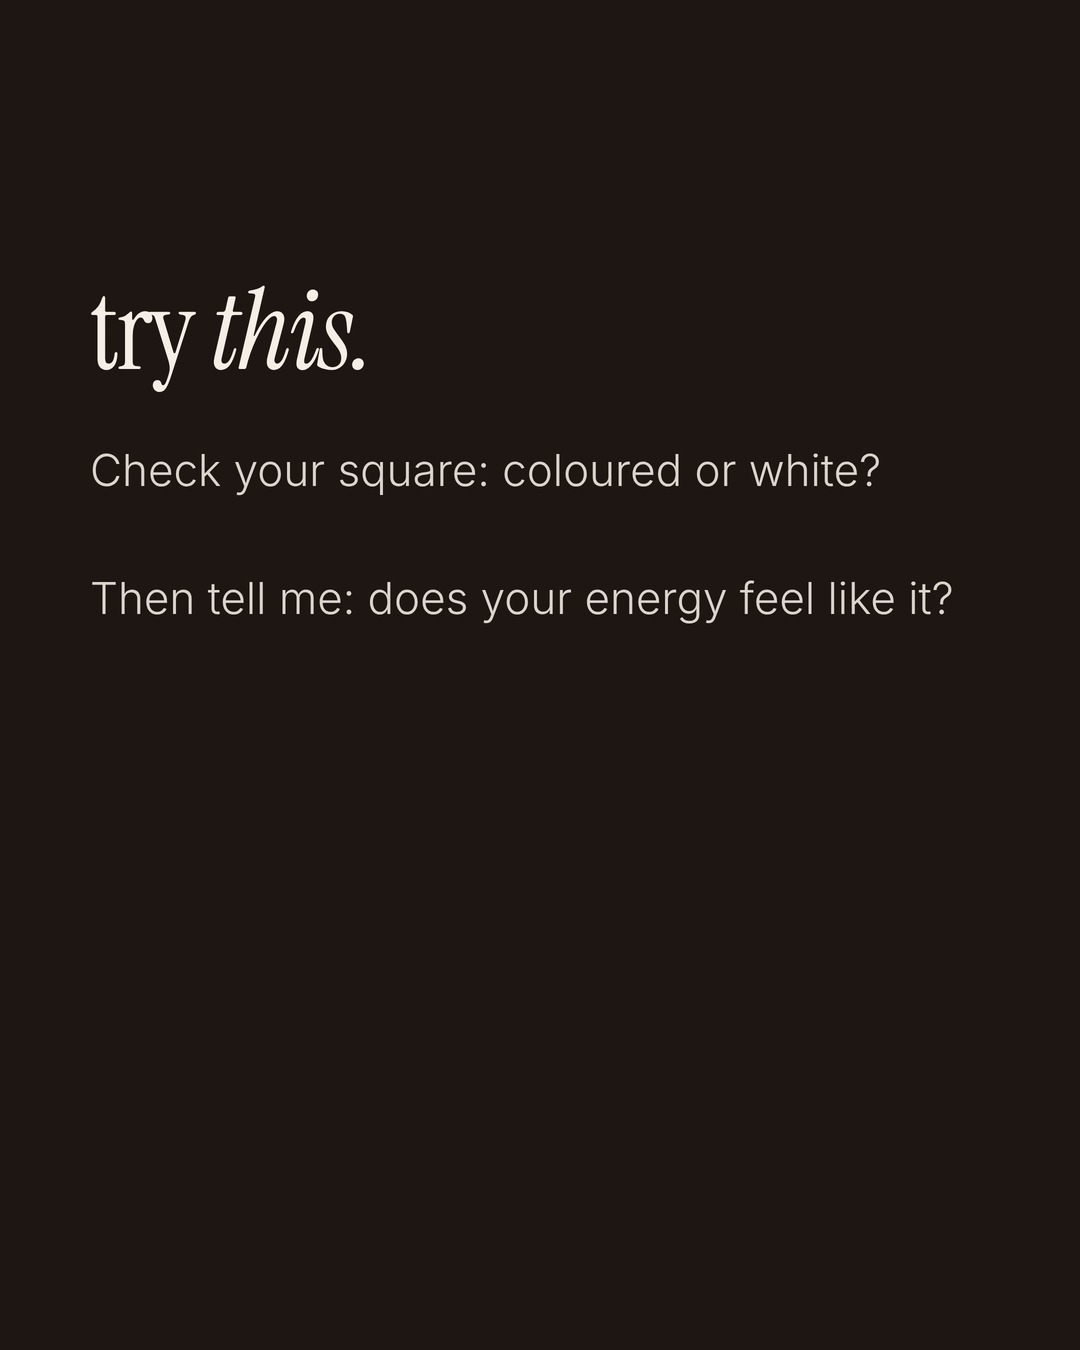 try this.
Check your square: coloured or white?
Then tell me: does your energy feel like it?